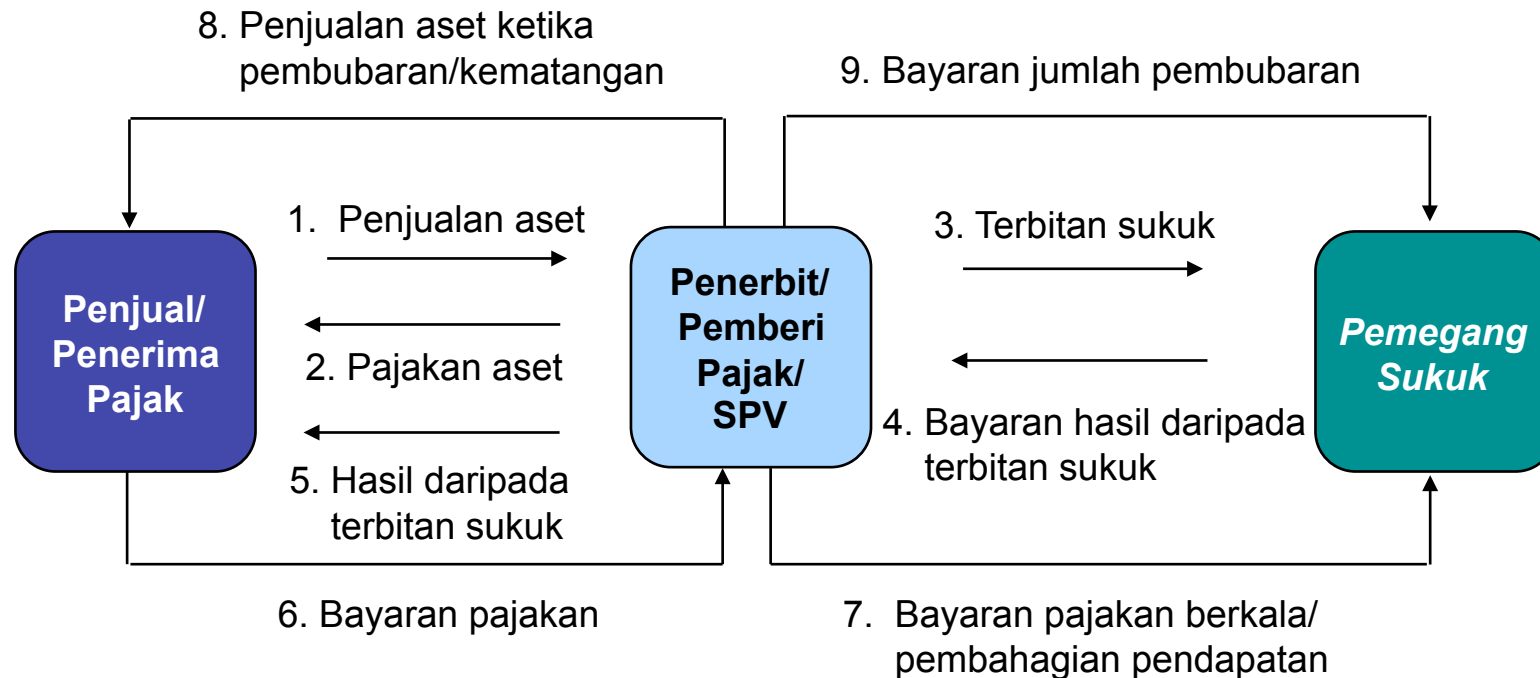 8. Penjualan aset ketika
pembubaran/kematangan
9. Bayaran jumlah pembubaran
1. Penjualan aset
3. Terbitan sukuk
Penjual/
Penerima
Pajak
Penerbit/
Pemberi
Pajak/
SPV
Pemegang
Sukuk
2. Pajakan aset
4. Bayaran hasil daripada
terbitan sukuk
5. Hasil daripada
terbitan sukuk
6. Bayaran pajakan
7. Bayaran pajakan berkala/
pembahagian pendapatan